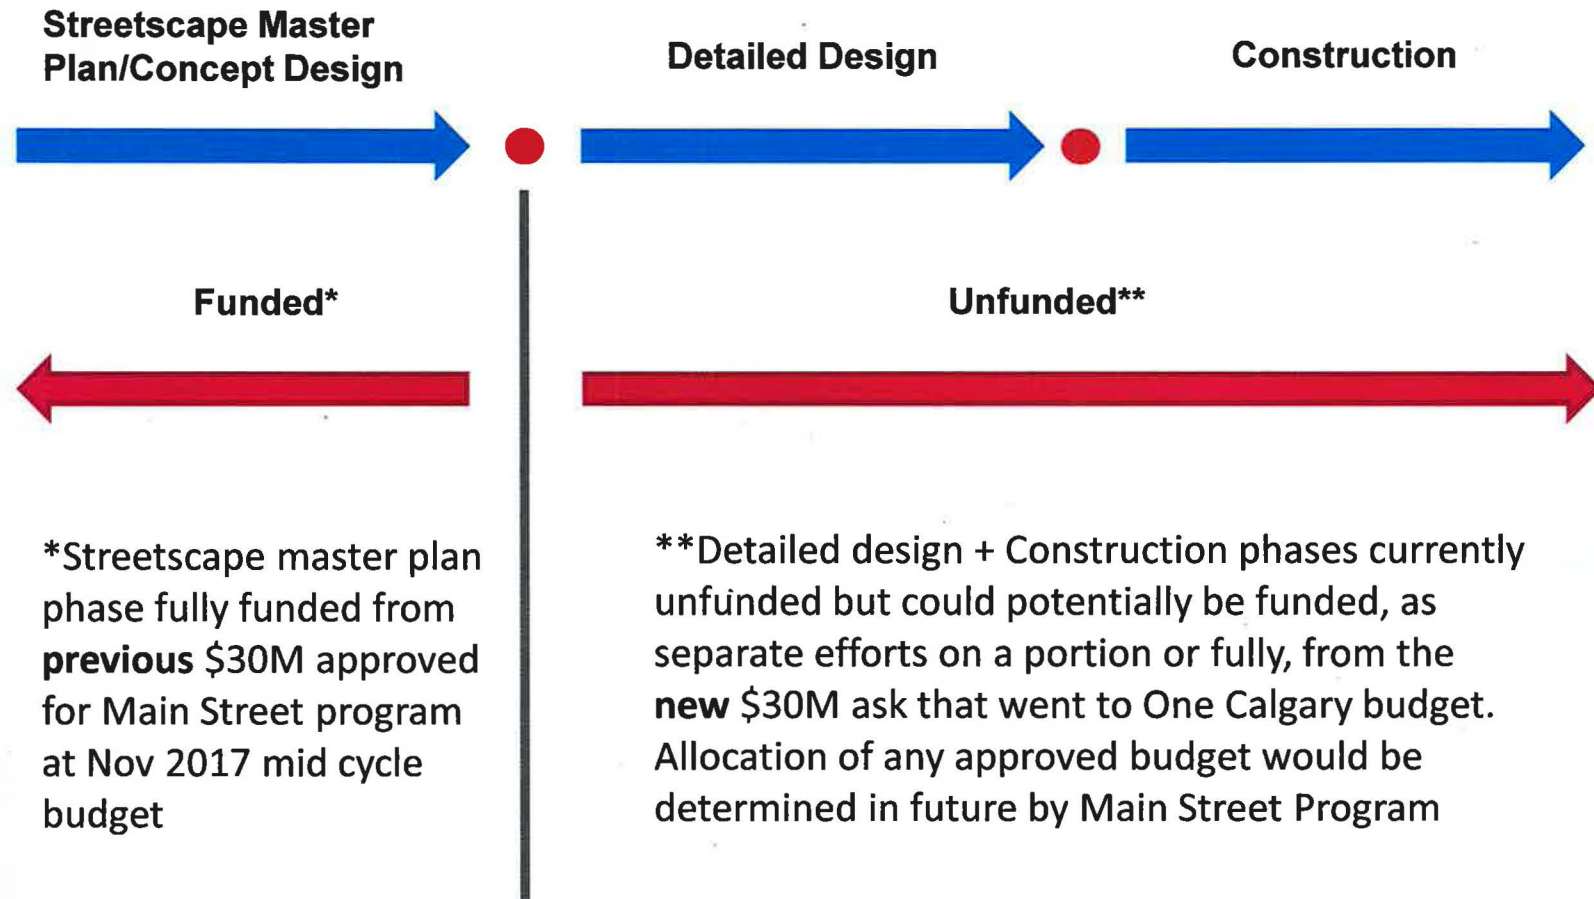 Streetscape Master
Plan/Concept Design
Detailed Design
Construction
Funded*
Unfunded**
*Streetscape master plan
phase fully funded from
previous $30M approved
for Main Street program
at Nov 2017 mid cycle
budget
**Detailed design + Construction phases currently
unfunded but could potentially be funded, as
separate efforts on a portion or fully, from the
new $30M ask that went to One Calgary budget.
Allocation of any approved budget would be
determined in future by Main Street Program